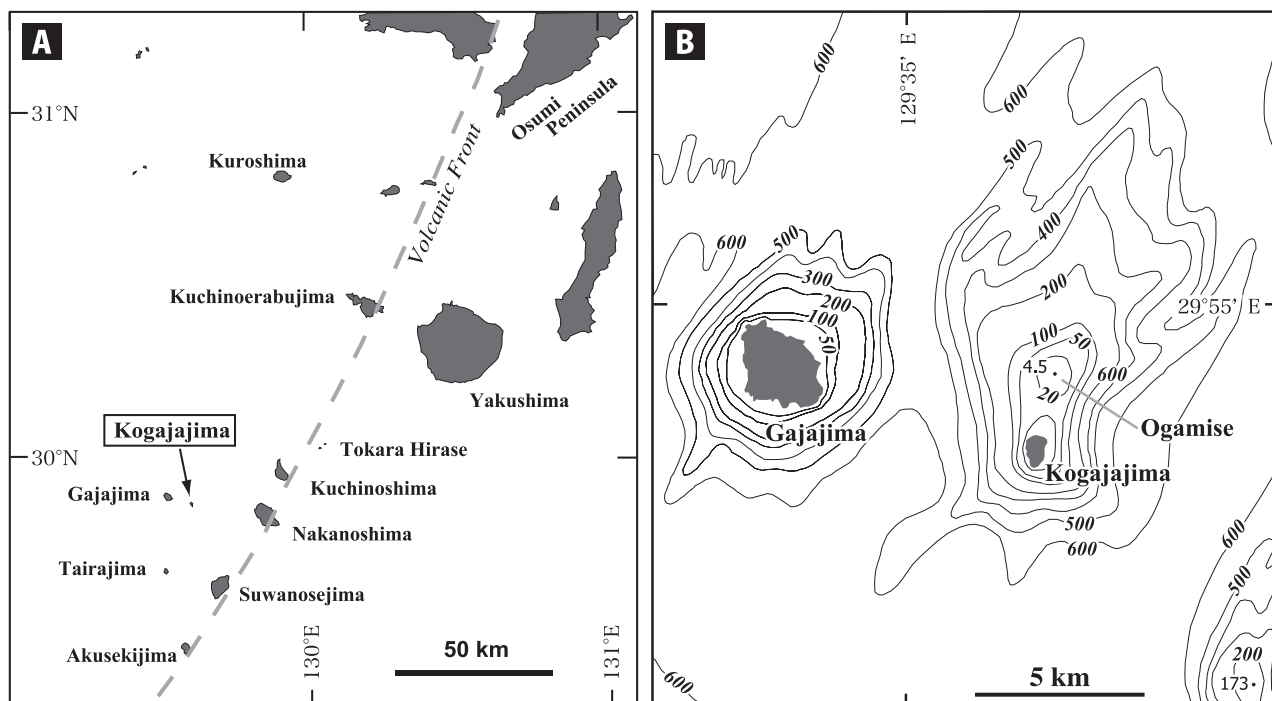 A
31°N
Osumi
Peninsula
Kuroshima
Volcanic Front
Kuchinoerabujima
Yakushima
Kogajajima
30°N
Tokara Hirase
Gajajima
Kuchinoshima
Nakanoshima
Tairajima
Suwanosejima
Akusekijima
130°E
131°E
50 km
B
600
129°35' E
600
500
400
600
500
300
200
200
29°55' E
100
50
100
50
4.5
600
20
Ogamise
Gajajima
Kogajajima
500
600
600
500
200
173
600
5 km